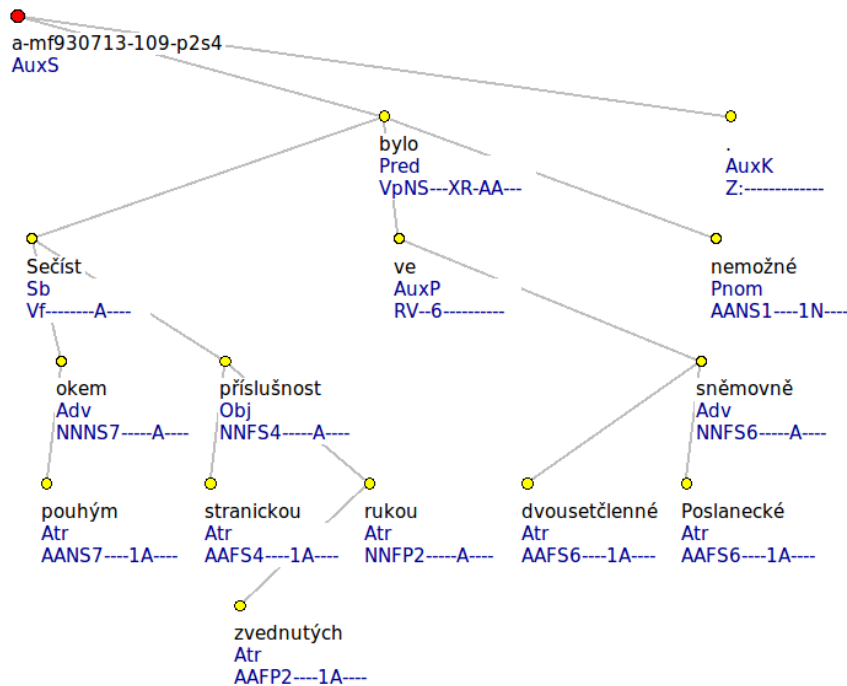 a-mf930713-109-p2s4
AuxS
bylo
Pred
VpNS---XR-AA---
.
AuxK
Z:-------------
Sečíst
Sb
Vf--------A----
ve
AuxP
RV--6----------
nemožné
Pnom
AANS1----1N----
okem
Adv
NNNS7-----A----
příslušnost
Obj
NNFS4-----A----
sněmovně
Adv
NNFS6-----A----
pouhým
Atr
AANS7----1A----
stranickou
Atr
AAFS4----1A----
rukou
Atr
NNFP2-----A----
dvousetčlenné
Atr
AAFS6----1A----
Poslanecké
Atr
AAFS6----1A----
zvednutých
Atr
AAFP2----1A----